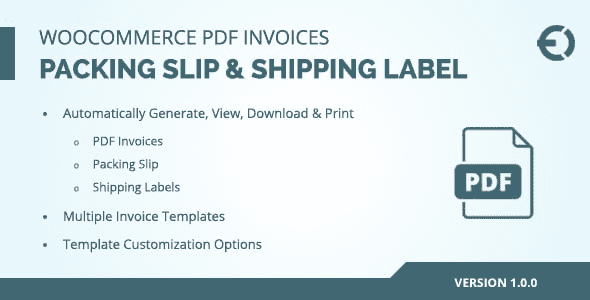 WOOCOMMERCE PDF INVOICES
PACKING SLIP & SHIPPING LABEL
• Automatically Generate, View, Download & Print
o PDF Invoices
o Packing Slip
o Shipping Labels
• Multiple Invoice Templates
• Template Customization Options
PDF
VERSION 1.0.0